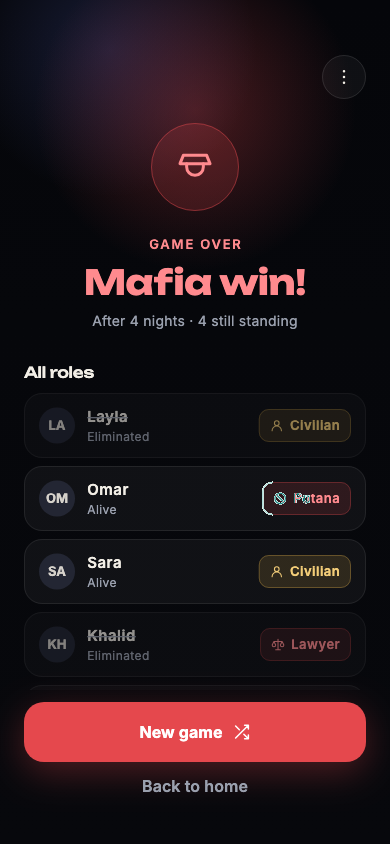 GAME OVER
Mafia win!
After 4 nights · 4 still standing
All roles
LA
Layla
Eliminated
Civilian
OM
Omar
Alive
SA
Sara
Alive
Civilian
KH
Khalid
Eliminated
Lawyer
New game
Back to home